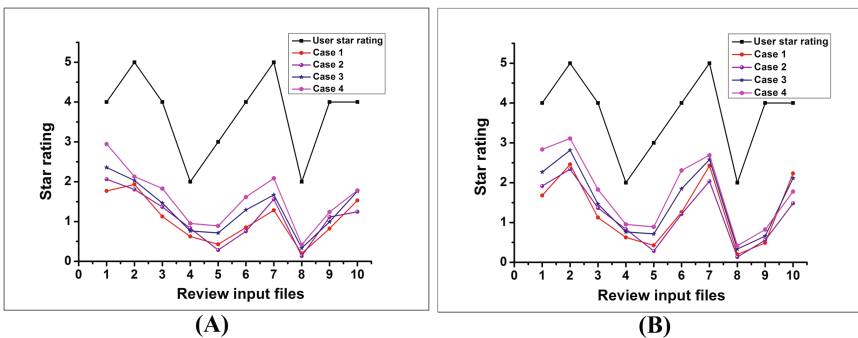 User star rating
Case 1
Case 2
Case 3
Case 4
5
4
3
2
1
0
Star rating
0 1 2 3 4 5 6 7 8 9 10
Review input files
(A)
User star rating
Case 1
Case 2
Case 3
Case 4
5
4
3
2
1
0
Star rating
0 1 2 3 4 5 6 7 8 9 10
Review input files
(B)